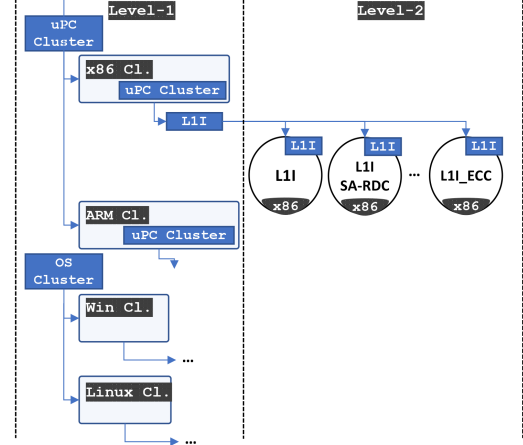 Level-1
Level-2
uPC
Cluster
x86 Cl.
uPC Cluster
L1I
L1I
L1I
L1I
L1I
L1I
SA-RDC
...
L1I_ECC
x86
x86
x86
ARM Cl.
uPC Cluster
OS
Cluster
Win Cl.
...
Linux Cl.
...